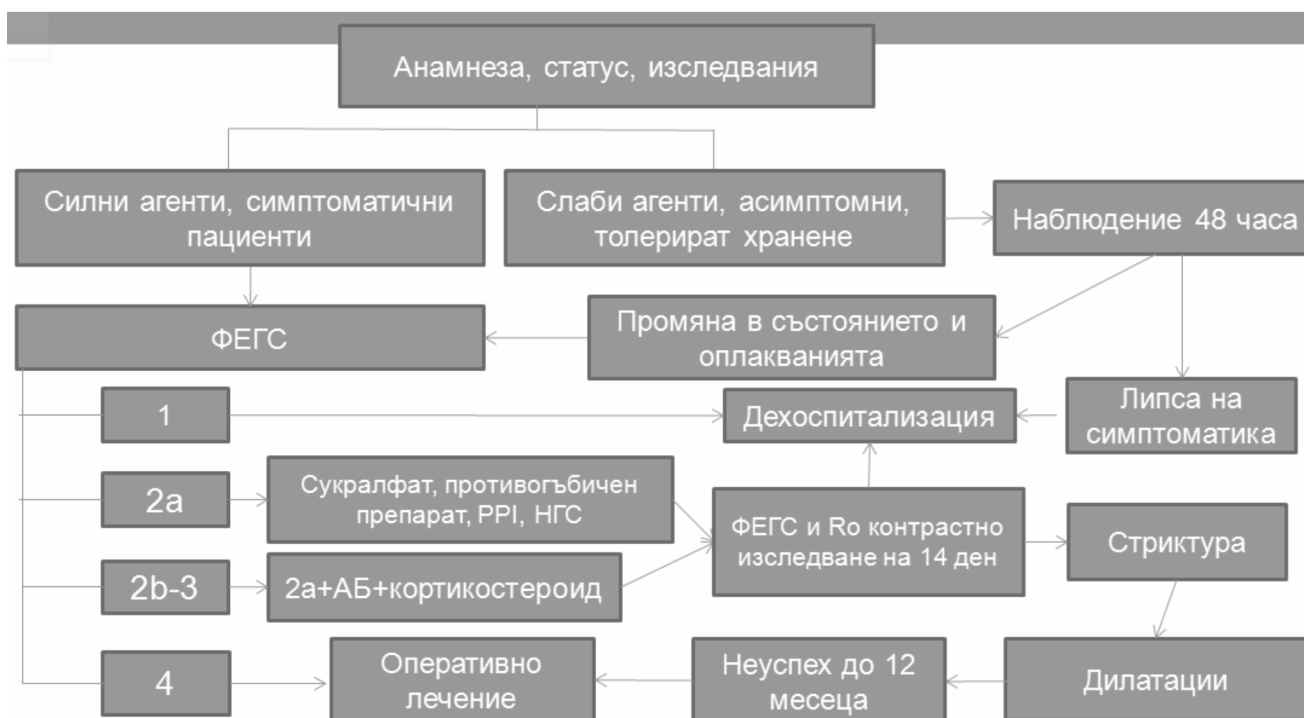 Анамнеза, статус, изследвания
Силни агенти, симптоматични
пациенти
Слаби агенти, асимптомни,
толерират хранене
Наблюдение 48 часа
ФЕГС
Промяна в състоянието и
оплакванията
1
Дехоспитализация
Липса на
симптоматика
2a
Сукралфат, противогъбичен
препарат, PPI, НГС
ФЕГС и Ro контрастно
изследване на 14 ден
Стриктура
2b-3
2a+АБ+кортикостероид
4
Оперативно
лечение
Неуспех до 12
месеца
Дилатации